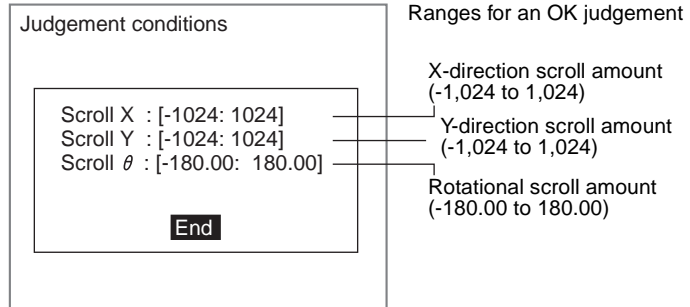 Judgement conditions
Scroll X : [-1024: 1024]
Scroll Y : [-1024: 1024]
Scroll θ : [-180.00: 180.00]
End
Ranges for an OK judgement
X-direction scroll amount
(-1,024 to 1,024)
Y-direction scroll amount
(-1,024 to 1,024)
Rotational scroll amount
(-180.00 to 180.00)